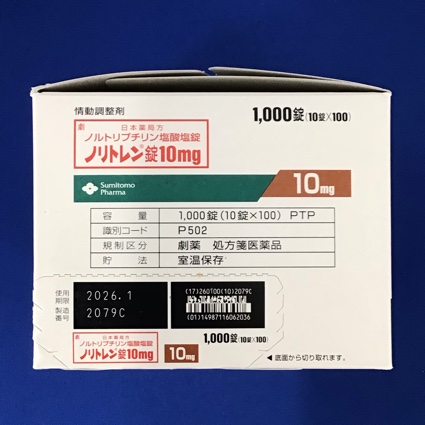 情動調整剤
1,000錠(10錠×100)
劇 日本薬局方
ノルトリプチリン塩酸塩錠
ノリトレン®錠10mg
Sumitomo
Pharma
10mg
容量 1,000錠(10錠×100) PTP
識別コード P502
規制区分 劇薬 処方箋医薬品
貯法 室温保存
使用
期限 2026.1
製造
番号 2079C
(17)260100(10)2079C
(01)14987116062036
劇 日本薬局方
ノルトリプチリン塩酸塩錠
ノリトレン錠10mg
10mg
1,000錠(10錠×100)
◀ 底面から切り取れます。